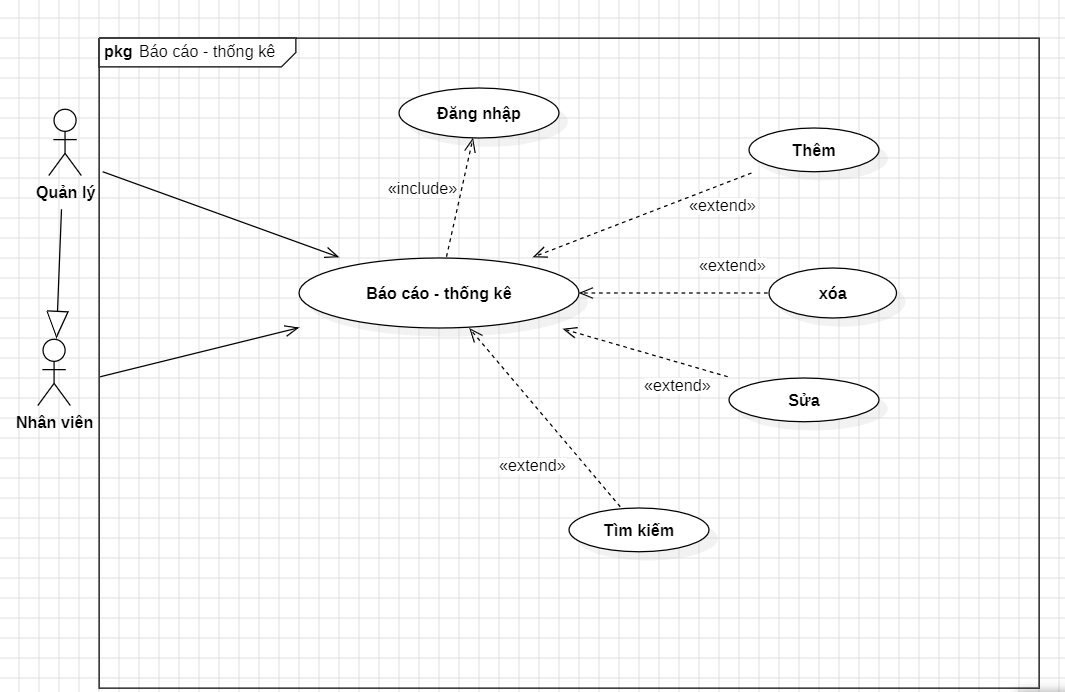 pkg Báo cáo - thống kê
Đăng nhập
Thêm
Quản lý
«include»
«extend»
«extend»
Báo cáo - thống kê
xóa
«extend»
Sửa
Nhân viên
«extend»
Tìm kiếm